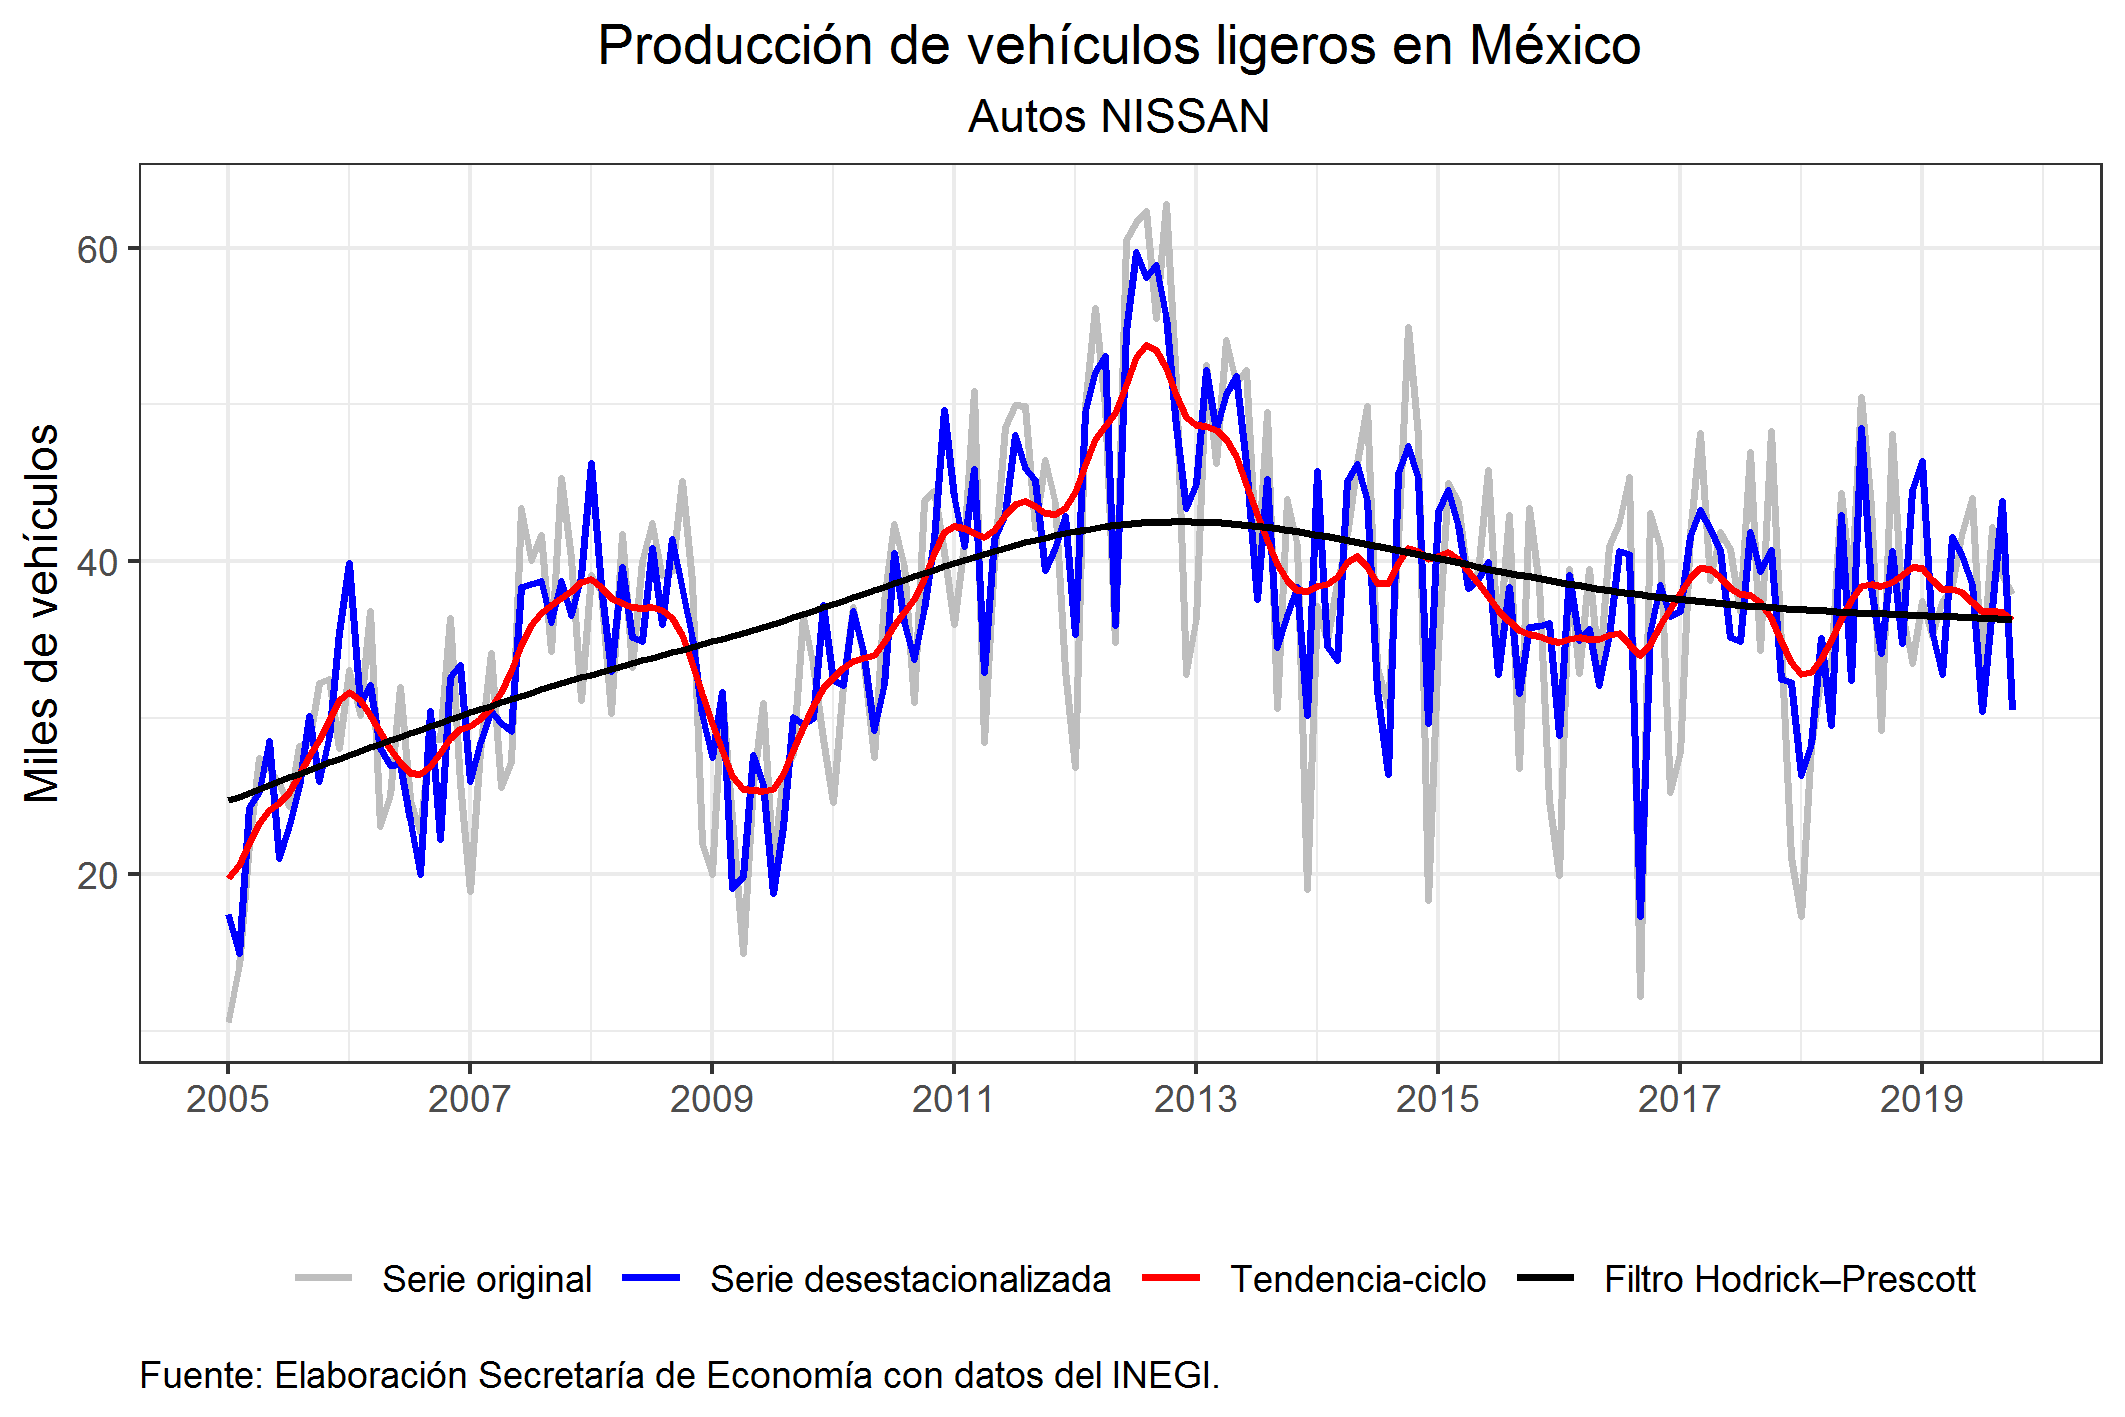 Producción de vehículos ligeros en México
Autos NISSAN
Miles de vehículos
60
40
20
2005 2007 2009 2011 2013 2015 2017 2019
Serie original Serie desestacionalizada Tendencia-ciclo Filtro Hodrick–Prescott
Fuente: Elaboración Secretaría de Economía con datos del INEGI.